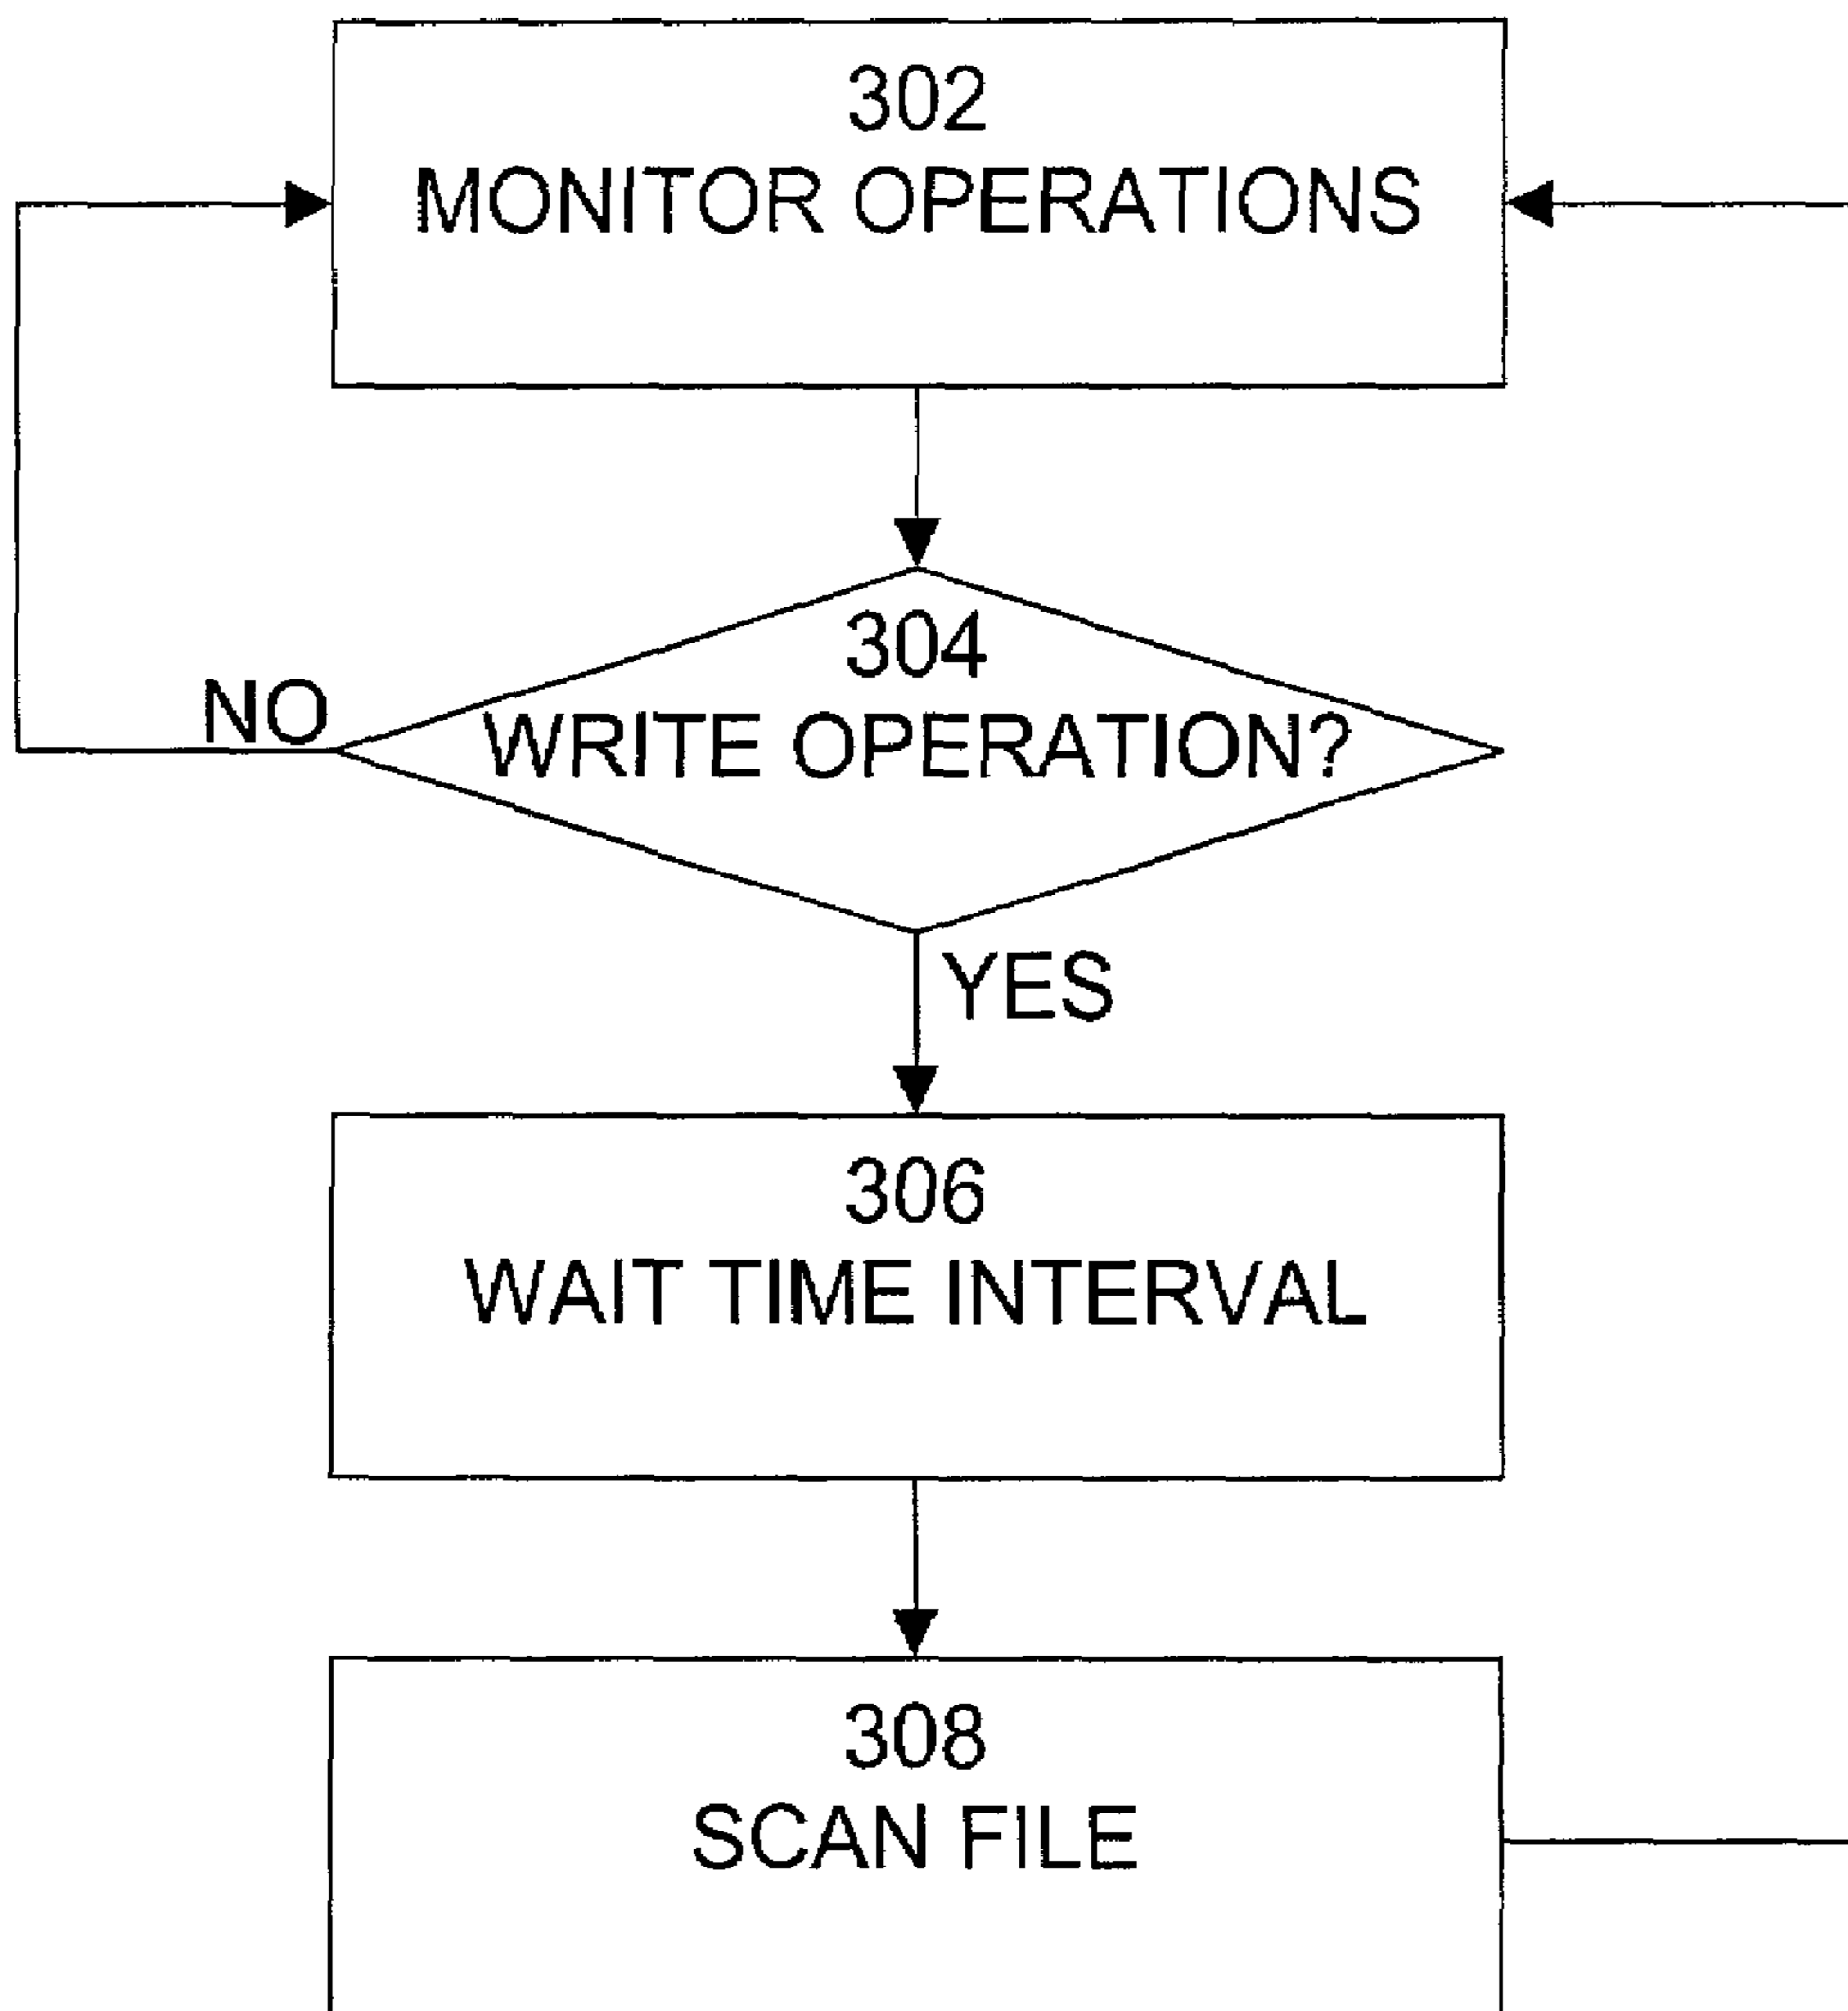 302
MONITOR OPERATIONS
304
WRITE OPERATION?
NO
YES
306
WAIT TIME INTERVAL
308
SCAN FILE